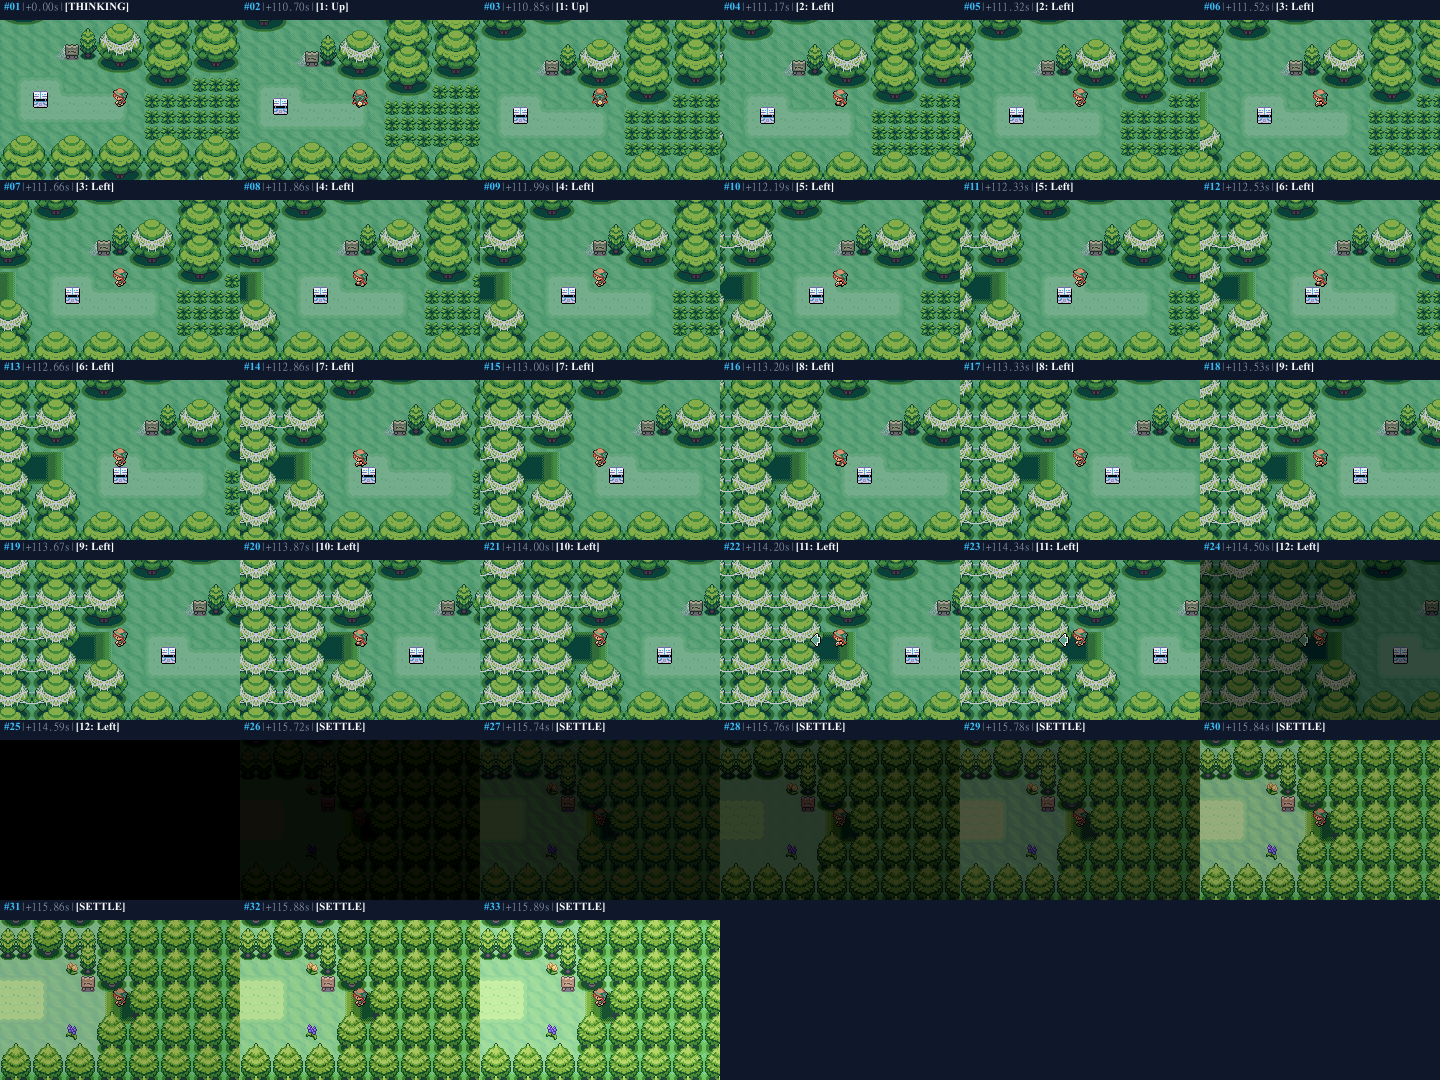 #01|+0.00s|[THINKING]
#02|+110.70s|[1: Up]
#03|+110.85s|[1: Up]
#04|+111.17s|[2: Left]
#05|+111.32s|[2: Left]
#06|+111.52s|[3: Left]
#07|+111.66s|[3: Left]
#08|+111.86s|[4: Left]
#09|+111.99s|[4: Left]
#10|+112.19s|[5: Left]
#11|+112.33s|[5: Left]
#12|+112.53s|[6: Left]
#13|+112.66s|[6: Left]
#14|+112.86s|[7: Left]
#15|+113.00s|[7: Left]
#16|+113.20s|[8: Left]
#17|+113.33s|[8: Left]
#18|+113.53s|[9: Left]
#19|+113.67s|[9: Left]
#20|+113.87s|[10: Left]
#21|+114.00s|[10: Left]
#22|+114.20s|[11: Left]
#23|+114.34s|[11: Left]
#24|+114.50s|[12: Left]
#25|+114.59s|[12: Left]
#26|+115.72s|[SETTLE]
#27|+115.74s|[SETTLE]
#28|+115.76s|[SETTLE]
#29|+115.78s|[SETTLE]
#30|+115.84s|[SETTLE]
#31|+115.86s|[SETTLE]
#32|+115.88s|[SETTLE]
#33|+115.89s|[SETTLE]